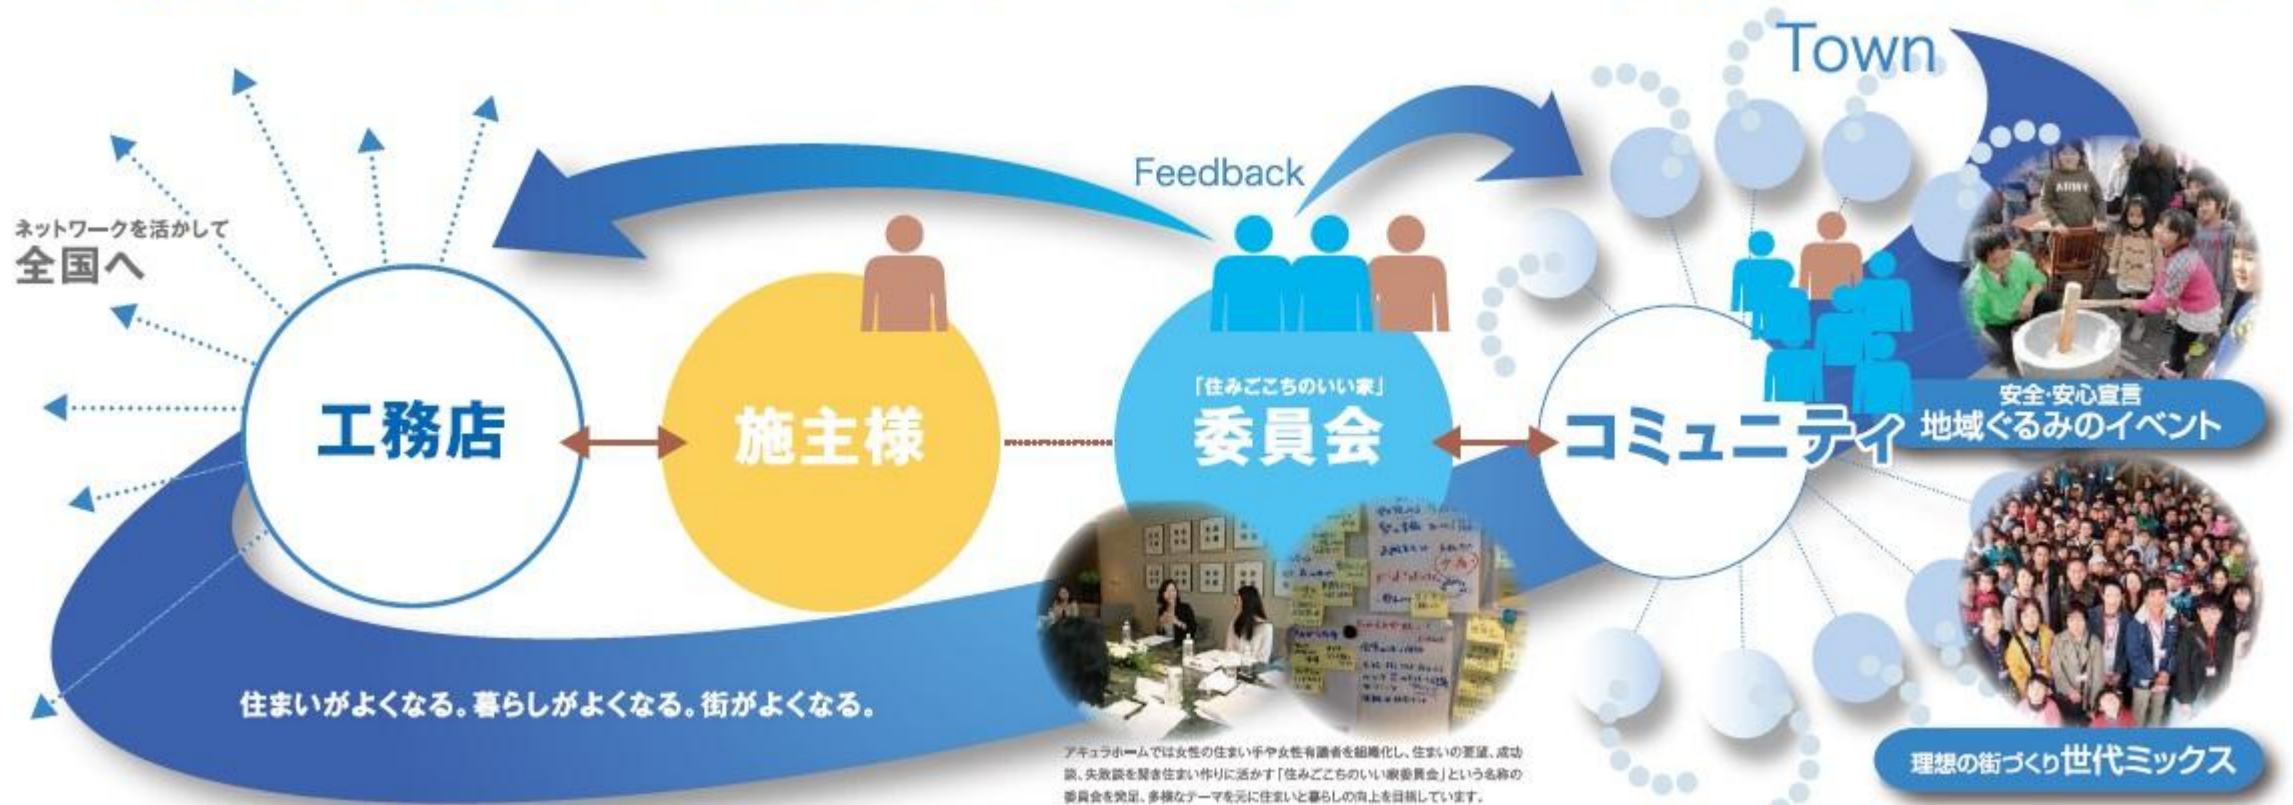 Town
Feedback
ネットワークを活かして
全国へ
工務店
施主様
「住みごこちのいい家」
委員会
コミュニティ
安全・安心宣言
地域ぐるみのイベント
住まいがよくなる。暮らしがよくなる。街がよくなる。
アキュラホームでは女性の住まい手や女性有識者を組織化し、住まいの要望、成功
談、失敗談を聞き住まい作りに活かす「住みごこちのいい家委員会」という名称の
委員会を発足、多様なテーマを元に住まいと暮らしの向上を目指しています。
理想の街づくり世代ミックス